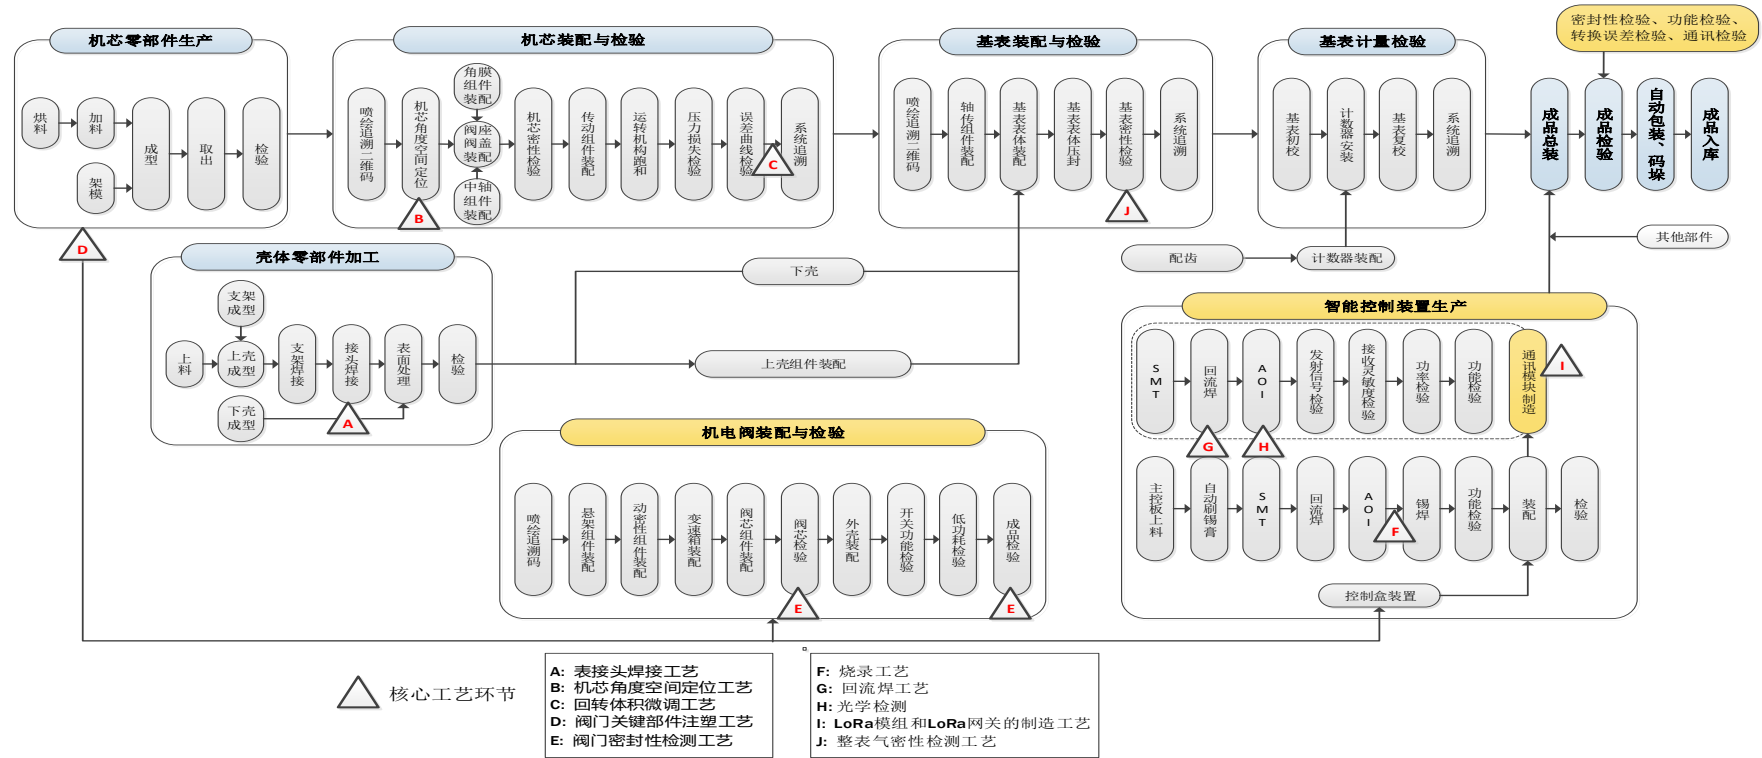 密封性检验、功能检验、
转换误差检验、通讯检验
机芯零部件生产
烘料
加料
架模
成型
取出
检验
机芯装配与检验
喷绘追溯二维码
机芯角度空间定位
角膜
组件
装配
阀座
阀盖
装配
中轴
组件
装配
机芯密性检验
传动组件装配
运转机构跑和
压力损失检验
误差曲线检验
系统追溯
B
C
基表装配与检验
喷绘追溯二维码
轴传组件装配
基表表体装配
基表表体压封
基表密性检验
系统追溯
J
基表计量检验
基表初校
计数器安装
基表复校
系统追溯
成品总装
成品检验
自动包装、码垛
成品入库
D
壳体零部件加工
支架
成型
上料
上壳
成型
下壳
成型
支架焊接
接头焊接
表面处理
检验
A
下壳
上壳组件装配
配齿
计数器装配
其他部件
智能控制装置生产
SMT
回流焊
AOI
发射信号检验
接收灵敏度检验
功率检验
功能检验
通讯模块制造
I
G
H
主控板上料
自动刷锡膏
SMT
回流焊
AOI
锡焊
功能检验
装配
检验
F
控制盒装置
机电阀装配与检验
喷绘追溯码
悬架组件装配
动密性组件装配
变速箱装配
阀芯组件装配
阀芯检验
外壳装配
开关功能检验
低功耗检验
成品检验
E
E
核心工艺环节
A: 表接头焊接工艺
B: 机芯角度空间定位工艺
C: 回转体积微调工艺
D: 阀门关键部件注塑工艺
E: 阀门密封性检测工艺
F: 烧录工艺
G: 回流焊工艺
H: 光学检测
I: LoRa模组和LoRa网关的制造工艺
J: 整表气密性检测工艺